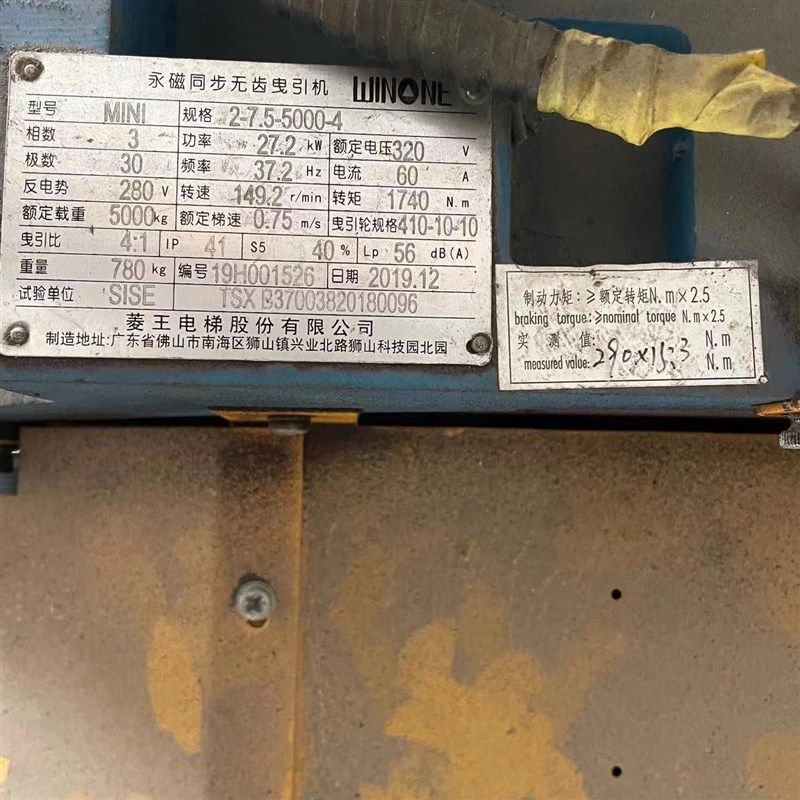 永磁同步无齿曳引机 WINONE
型号 MINI 规格 2-7.5-5000-4
相数 3 功率 27.2 kW 额定电压 320 V
极数 30 频率 37.2 Hz 电流 60 A
反电势 280 V 转速 149.2 r/min 转矩 1740 N.m
额定载重 5000 kg 额定梯速 0.75 m/s 曳引轮规格 410-10-10
曳引比 4:1 IP 41 S5 40 % Lp 56 dB(A)
重量 780 kg 编号 19H001526 日期 2019.12
试验单位 SISE TSX B37003820180096
菱王电梯股份有限公司
制造地址:广东省佛山市南海区狮山镇兴业北路狮山科技园北园
制动力矩:≥额定转矩N.m×2.5
braking torque:≥nominal torque N.m×2.5
实 测 值: N.m
measured value: 290×15:3 N.m